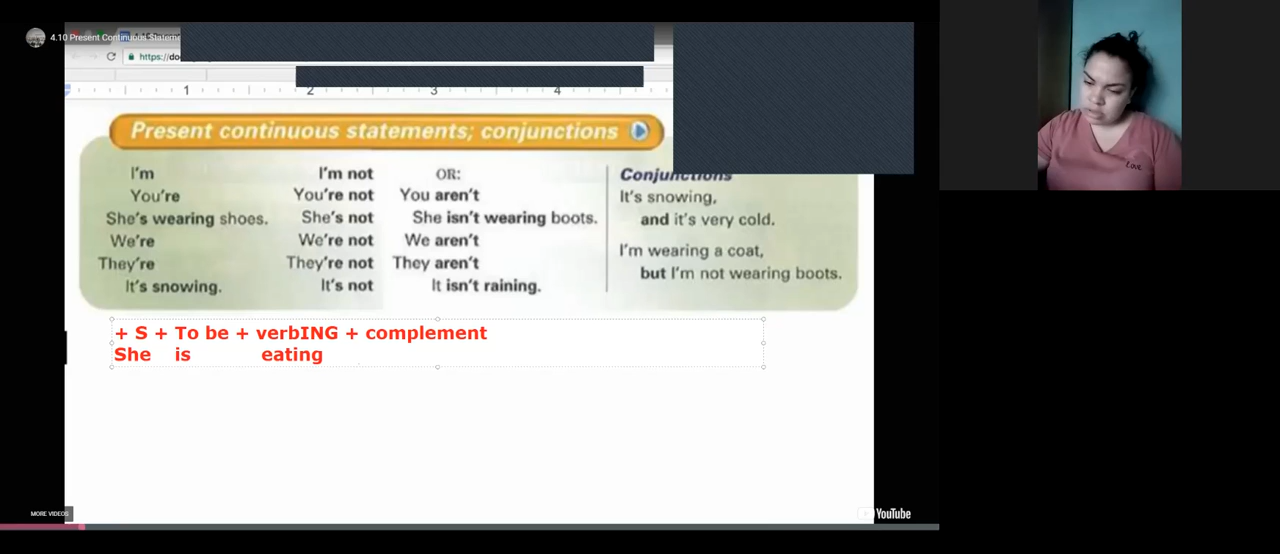 4.10 Present Continuous Stateme
https://do
1 2 3 4
Present continuous statements; conjunctions
I'm I'm not OR: Conjunctions
You're You're not You aren't It's snowing,
She's wearing shoes. She's not She isn't wearing boots. and it's very cold.
We're We're not We aren't I'm wearing a coat,
They're They're not They aren't but I'm not wearing boots.
It's snowing. It's not It isn't raining.
+ S + To be + verbING + complement
She is eating
LOVE
MORE VIDEOS
YouTube